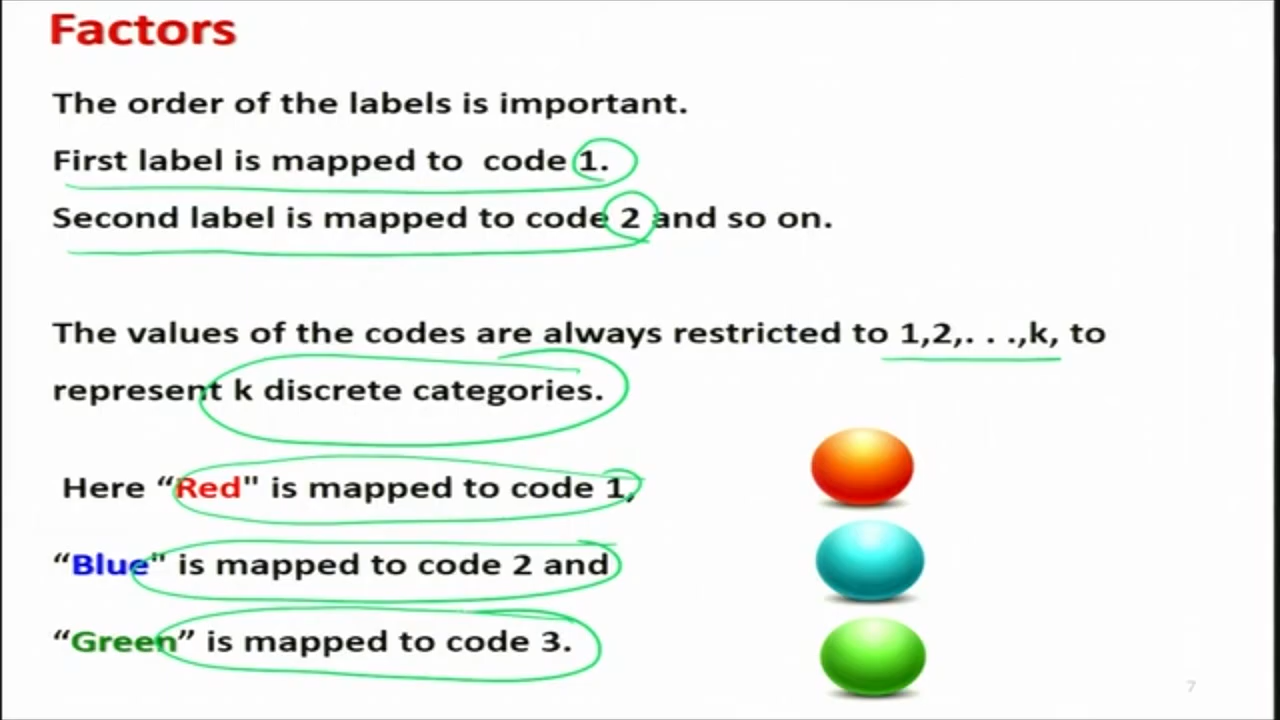 Factors
The order of the labels is important.
First label is mapped to code 1.
Second label is mapped to code 2 and so on.
The values of the codes are always restricted to 1,2,. . .,k, to
represent k discrete categories.
Here “Red" is mapped to code 1,
“Blue" is mapped to code 2 and
“Green” is mapped to code 3.
7